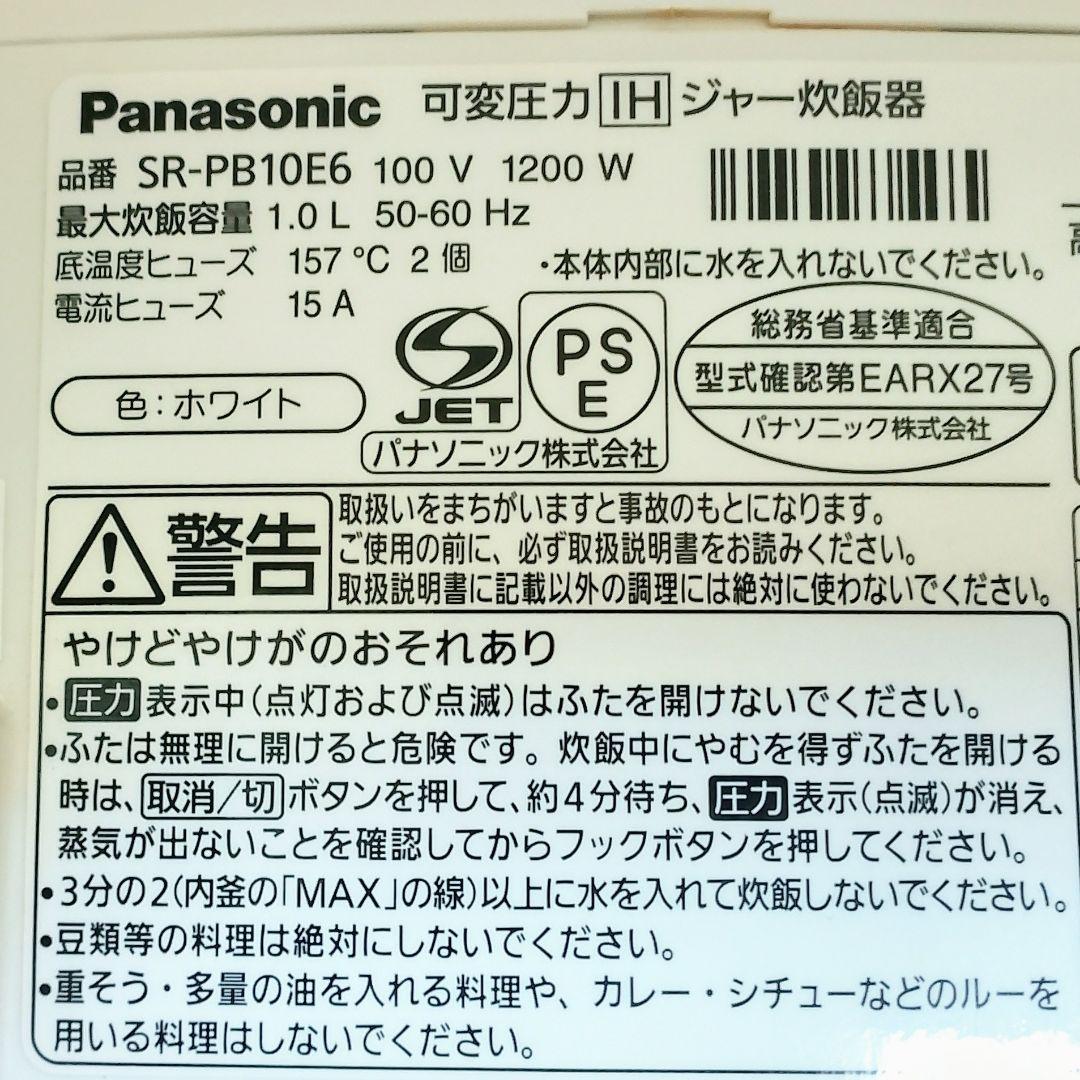 Panasonic 可変圧力IHジャー炊飯器
品番 SR-PB10E6 100 V 1200 W
最大炊飯容量 1.0 L 50-60 Hz
底温度ヒューズ 157 ℃ 2 個
・本体内部に水を入れないでください。
電流ヒューズ 15 A
色：ホワイト
JET
PS
E
パナソニック株式会社
総務省基準適合
型式確認第EARX27号
パナソニック株式会社
警告
取扱いをまちがいますと事故のもとになります。
ご使用の前に、必ず取扱説明書をお読みください。
取扱説明書に記載以外の調理には絶対に使わないでください。
やけどやけがのおそれあり
●圧力表示中(点灯および点滅)はふたを開けないでください。
●ふたは無理に開けると危険です。炊飯中にやむを得ずふたを開ける
時は、取消/切ボタンを押して、約4分待ち、圧力表示(点滅)が消え、
蒸気が出ないことを確認してからフックボタンを押してください。
●3分の2(内釜の「MAX」の線)以上に水を入れて炊飯しないでください。
●豆類等の料理は絶対にしないでください。
●重そう・多量の油を入れる料理や、カレー・シチューなどのルーを
用いる料理はしないでください。